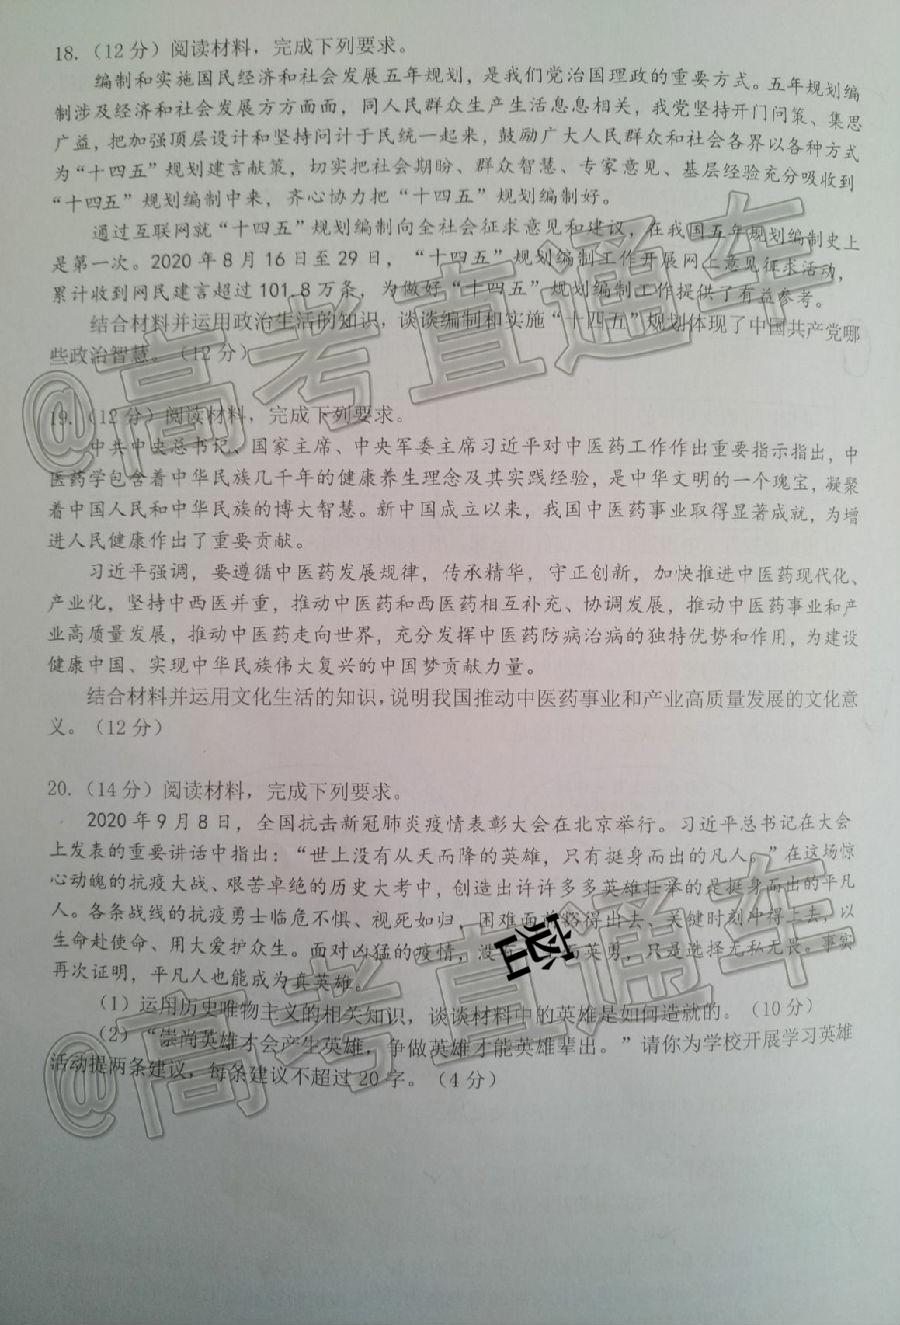 18.（12分）阅读材料，完成下列要求。
编制和实施国民经济和社会发展五年规划，是我们党治国理政的重要方式。五年规划编
制涉及经济和社会发展方方面面，同人民群众生产生活息息相关，我党坚持开门问策、集思
广益，把加强顶层设计和坚持问计于民统一起来，鼓励广大人民群众和社会各界以各种方式
为“十四五”规划建言献策，切实把社会期盼、群众智慧、专家意见、基层经验充分吸收到
“十四五”规划编制中来，齐心协力把“十四五”规划编制好。
通过互联网就“十四五”规划编制向全社会征求意见和建议，在我国五年规划编制史上
是第一次。2020年8月16日至29日，“十四五”规划编制工作开展网上意见征求活动，
累计收到网民建言超过101.8万条，为做好“十四五”规划编制工作提供了有益参考。
结合材料并运用政治生活的知识，谈谈编制和实施“十四五”规划体现了中国共产党哪
些政治智慧。（12分）
19.（12分）阅读材料，完成下列要求。
中共中央总书记、国家主席、中央军委主席习近平对中医药工作作出重要指示指出，中
医药学包含着中华民族几千年的健康养生理念及其实践经验，是中华文明的一个瑰宝，凝聚
着中国人民和中华民族的博大智慧。新中国成立以来，我国中医药事业取得显著成就，为增
进人民健康作出了重要贡献。
习近平强调，要遵循中医药发展规律，传承精华，守正创新，加快推进中医药现代化、
产业化，坚持中西医并重，推动中医药和西医药相互补充、协调发展，推动中医药事业和产
业高质量发展，推动中医药走向世界，充分发挥中医药防病治病的独特优势和作用，为建设
健康中国、实现中华民族伟大复兴的中国梦贡献力量。
结合材料并运用文化生活的知识，说明我国推动中医药事业和产业高质量发展的文化意
义。（12分）
20.（14分）阅读材料，完成下列要求。
2020年9月8日，全国抗击新冠肺炎疫情表彰大会在北京举行。习近平总书记在大会
上发表的重要讲话中指出：“世上没有从天而降的英雄，只有挺身而出的凡人。”在这场惊
心动魄的抗疫大战、艰苦卓绝的历史大考中，创造出许许多多英雄壮举的是挺身而出的平凡
人。各条战线的抗疫勇士临危不惧、视死如归，困难面前豁得出去、关键时刻冲得上去，以
生命赴使命、用大爱护众生。面对凶猛的疫情，没有 而英勇，只是选择无私无畏。事实
再次证明，平凡人也能成为真英雄。
（1）运用历史唯物主义的相关知识，谈谈材料中的英雄是如何造就的。（10分）
（2）“崇尚英雄才会产生英雄，争做英雄才能英雄辈出。”请你为学校开展学习英雄
活动提两条建议，每条建议不超过20字。（4分）
@高考直通车
@高考直通车